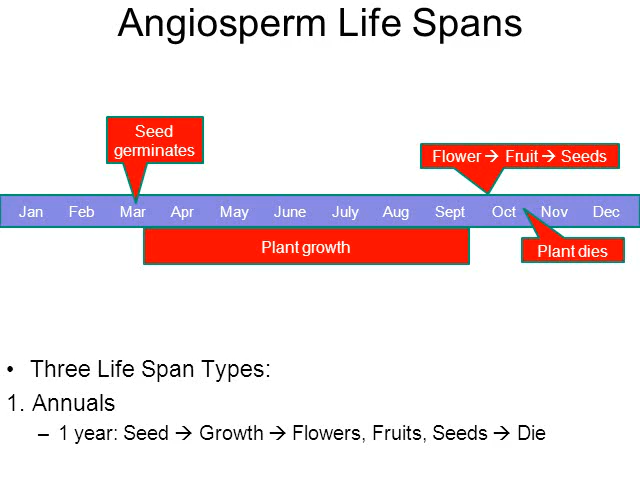 Angiosperm Life Spans
Seed
germinates
Flower → Fruit → Seeds
Jan Feb Mar Apr May June July Aug Sept Oct Nov Dec
Plant growth
Plant dies
• Three Life Span Types:
1. Annuals
– 1 year: Seed → Growth → Flowers, Fruits, Seeds → Die